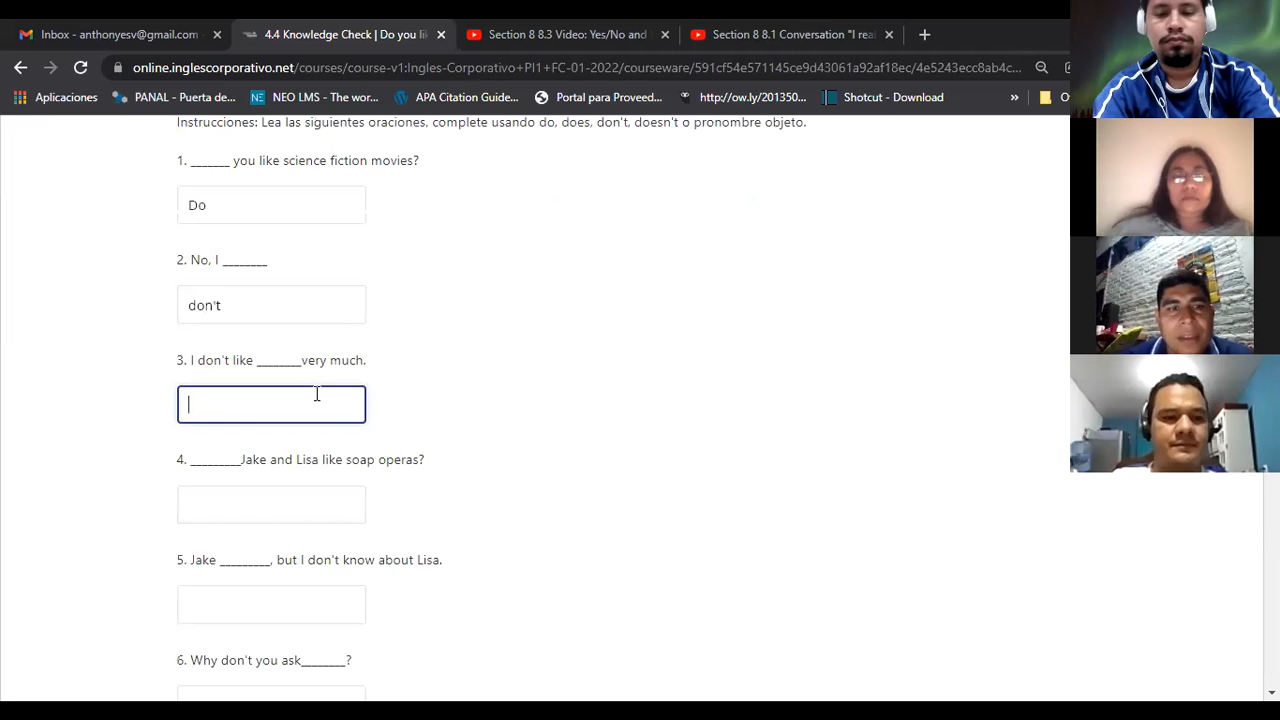 Inbox - anthonyesv@gmail.com
4.4 Knowledge Check | Do you li
Section 8 8.3 Video: Yes/No and
Section 8 8.1 Conversation "I rea
online.inglescorporativo.net/courses/course-v1:Ingles-Corporativo+PI1+FC-01-2022/courseware/591cf54e571145ce9d43061a92af18ec/4e5243ecc8ab4c...
Aplicaciones
PANAL - Puerta de...
NEO LMS - The wor...
APA Citation Guide...
Portal para Proveed...
http://ow.ly/201350...
Shotcut - Download
»
Instrucciones: Lea las siguientes oraciones, complete usando do, does, don't, doesn't o pronombre objeto.
1. _______ you like science fiction movies?
Do
2. No, I ________
don't
3. I don't like ________very much.
4. _________Jake and Lisa like soap operas?
5. Jake _________, but I don't know about Lisa.
6. Why don't you ask________?